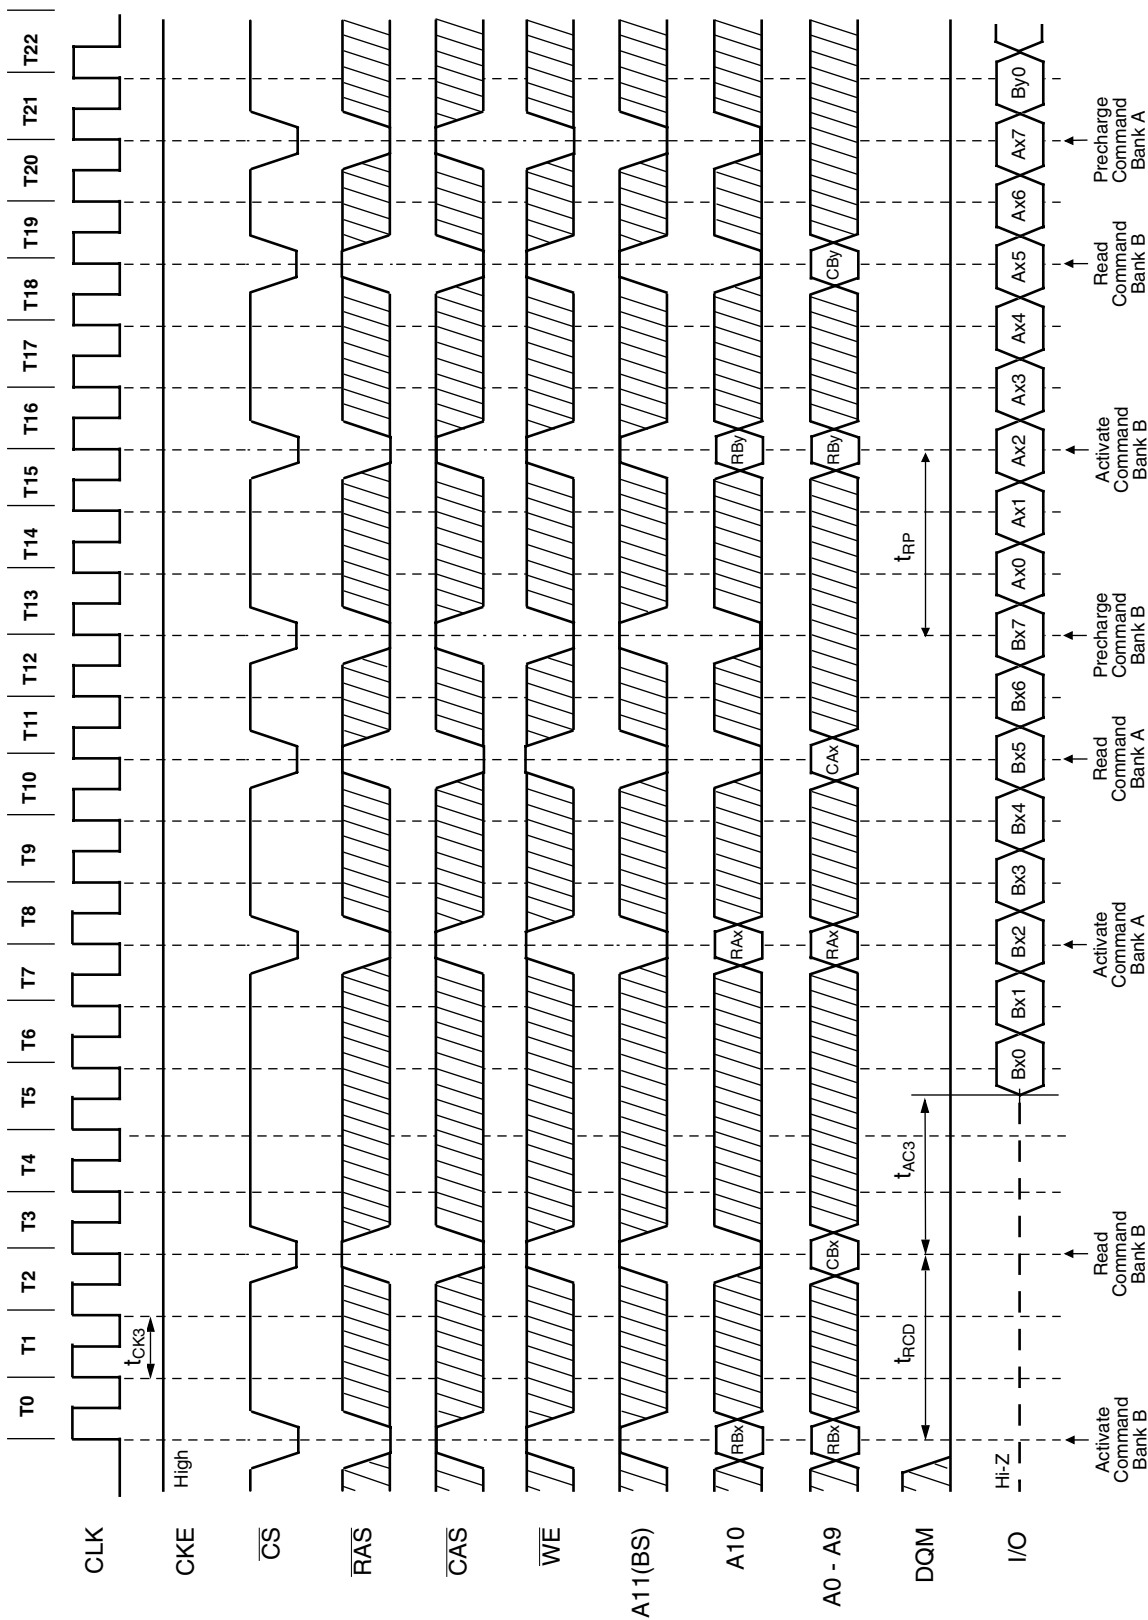 T0 T1 T2 T3 T4 T5 T6 T7 T8 T9 T10 T11 T12 T13 T14 T15 T16 T17 T18 T19 T20 T21 T22
CLK
tCK3
CKE
High
CS
RAS
CAS
WE
A11(BS)
A10
RBx RAx RBy
A0 - A9
RBx CBx RAx CAx RBy CBy
DQM
tRCD tAC3 tRP
I/O
Hi-Z
Bx0 Bx1 Bx2 Bx3 Bx4 Bx5 Bx6 Bx7 Ax0 Ax1 Ax2 Ax3 Ax4 Ax5 Ax6 Ax7 By0
Activate
Command
Bank B
Read
Command
Bank B
Activate
Command
Bank A
Read
Command
Bank A
Precharge
Command
Bank B
Activate
Command
Bank B
Read
Command
Bank B
Precharge
Command
Bank A